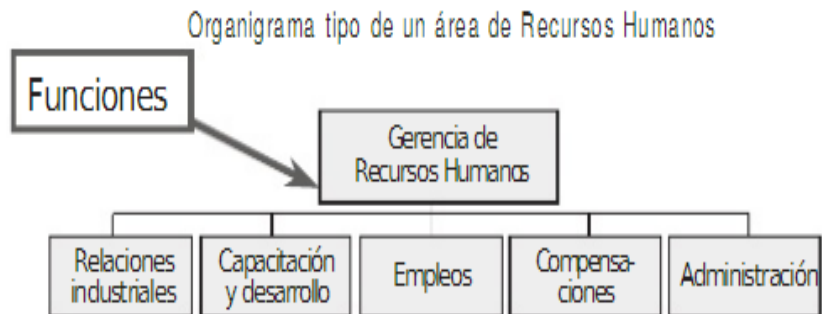 Organigrama tipo de un área de Recursos Humanos
Funciones
Gerencia de
Recursos Humanos
Relaciones
industriales
Capacitación
y desarrollo
Empleos
Compensa-
ciones
Administración